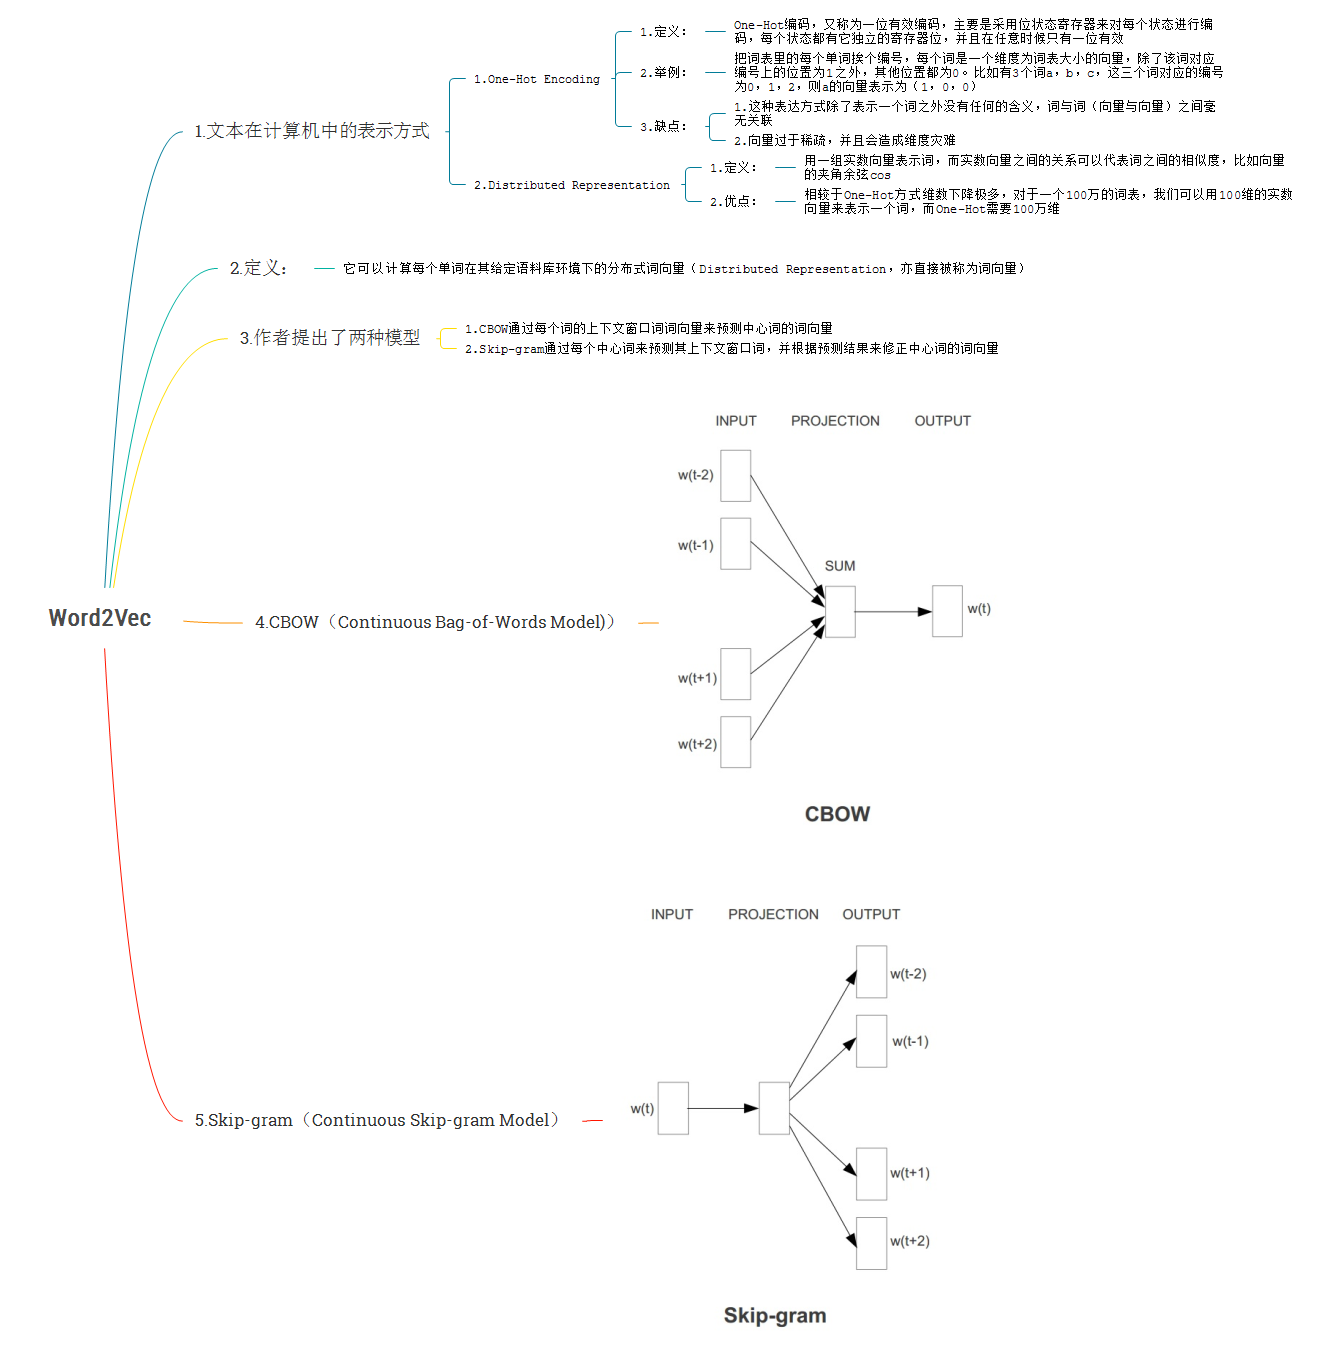 Word2Vec
1.文本在计算机中的表示方式
1.One-Hot Encoding
1.定义：
One-Hot编码，又称为一位有效编码，主要是采用位状态寄存器来对每个状态进行编
码，每个状态都有它独立的寄存器位，并且在任意时候只有一位有效
2.举例：
把词表里的每个单词挨个编号，每个词是一个维度为词表大小的向量，除了该词对应
编号上的位置为1之外，其他位置都为0。比如有3个词a，b，c，这三个词对应的编号
为0，1，2，则a的向量表示为（1，0，0）
3.缺点：
1.这种表达方式除了表示一个词之外没有任何的含义，词与词（向量与向量）之间毫
无关联
2.向量过于稀疏，并且会造成维度灾难
2.Distributed Representation
1.定义：
用一组实数向量表示词，而实数向量之间的关系可以代表词之间的相似度，比如向量
的夹角余弦cos
2.优点：
相较于One-Hot方式维数下降极多，对于一个100万的词表，我们可以用100维的实数
向量来表示一个词，而One-Hot需要100万维
2.定义：
它可以计算每个单词在其给定语料库环境下的分布式词向量（Distributed Representation，亦直接被称为词向量）
3.作者提出了两种模型
1.CBOW通过每个词的上下文窗口词词向量来预测中心词的词向量
2.Skip-gram通过每个中心词来预测其上下文窗口词，并根据预测结果来修正中心词的词向量
4.CBOW（Continuous Bag-of-Words Model)）
INPUT
PROJECTION
OUTPUT
w(t-2)
w(t-1)
SUM
w(t)
w(t+1)
w(t+2)
CBOW
5.Skip-gram（Continuous Skip-gram Model）
INPUT
PROJECTION
OUTPUT
w(t-2)
w(t-1)
w(t)
w(t+1)
w(t+2)
Skip-gram